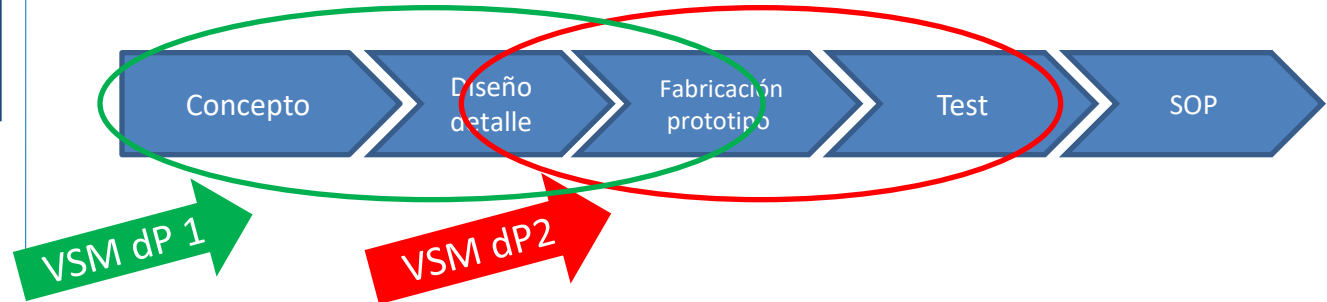 Concepto
Diseño
detalle
Fabricación
prototipo
Test
SOP
VSM dP 1
VSM dP2